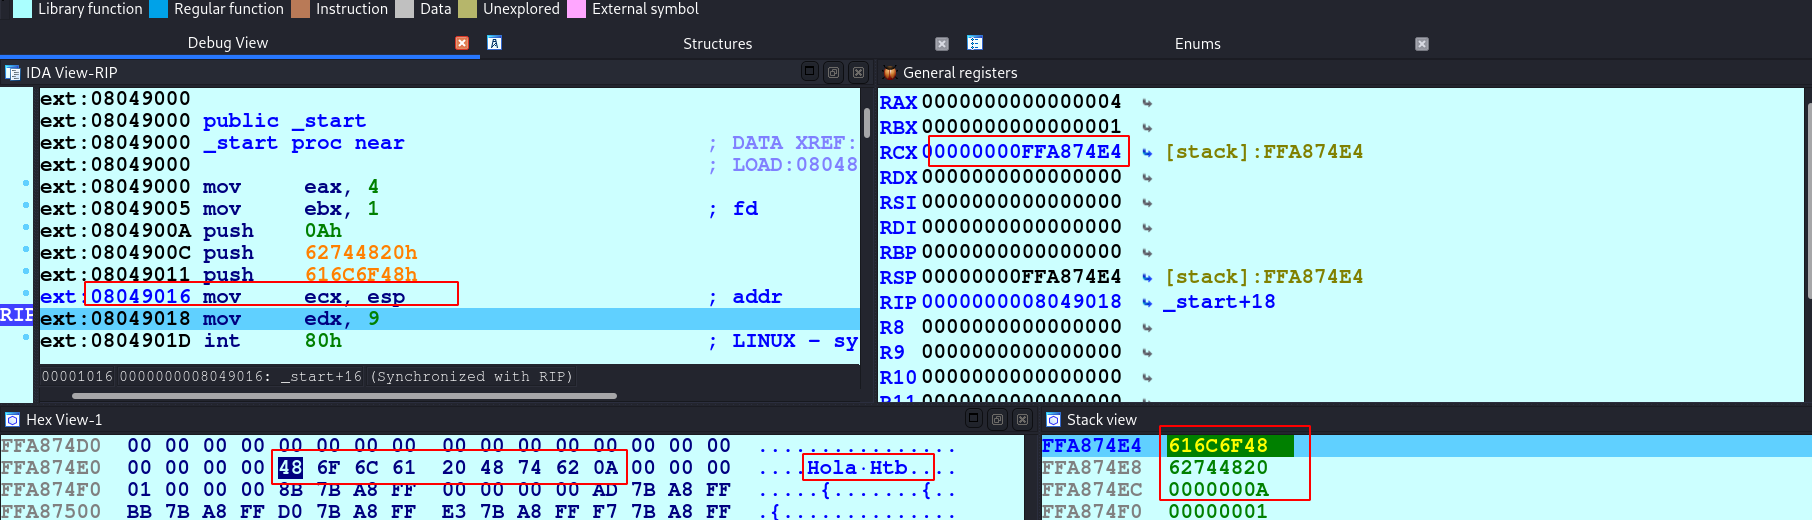 Library function Regular function Instruction Data Unexplored External symbol
Debug View Structures Enums
IDA View-RIP
ext:08049000
ext:08049000 public _start
ext:08049000 _start proc near ; DATA XREF:
ext:08049000 ; LOAD:08048
ext:08049000 mov eax, 4
ext:08049005 mov ebx, 1 ; fd
ext:0804900A push 0Ah
ext:0804900C push 62744820h
ext:08049011 push 616C6F48h
ext:08049016 mov ecx, esp ; addr
RIP
ext:08049018 mov edx, 9
ext:0804901D int 80h ; LINUX - sy
00001016 0000000008049016: _start+16 (Synchronized with RIP)
General registers
RAX 0000000000000004
RBX 0000000000000001
RCX 00000000FFA874E4 [stack]:FFA874E4
RDX 0000000000000000
RSI 0000000000000000
RDI 0000000000000000
RBP 0000000000000000
RSP 00000000FFA874E4 [stack]:FFA874E4
RIP 0000000008049018 _start+18
R8 0000000000000000
R9 0000000000000000
R10 0000000000000000
R11 0000000000000000
Hex View-1
FFA874D0 00 00 00 00 00 00 00 00 00 00 00 00 00 00 00 00 ................
FFA874E0 00 00 00 00 48 6F 6C 61 20 48 74 62 0A 00 00 00 ....Hola·Htb....
FFA874F0 01 00 00 00 8B 7B A8 FF 00 00 00 00 AD 7B A8 FF .....{.......{..
FFA87500 BB 7B A8 FF D0 7B A8 FF E3 7B A8 FF F7 7B A8 FF .{..............
Stack view
FFA874E4 616C6F48
FFA874E8 62744820
FFA874EC 0000000A
FFA874F0 00000001